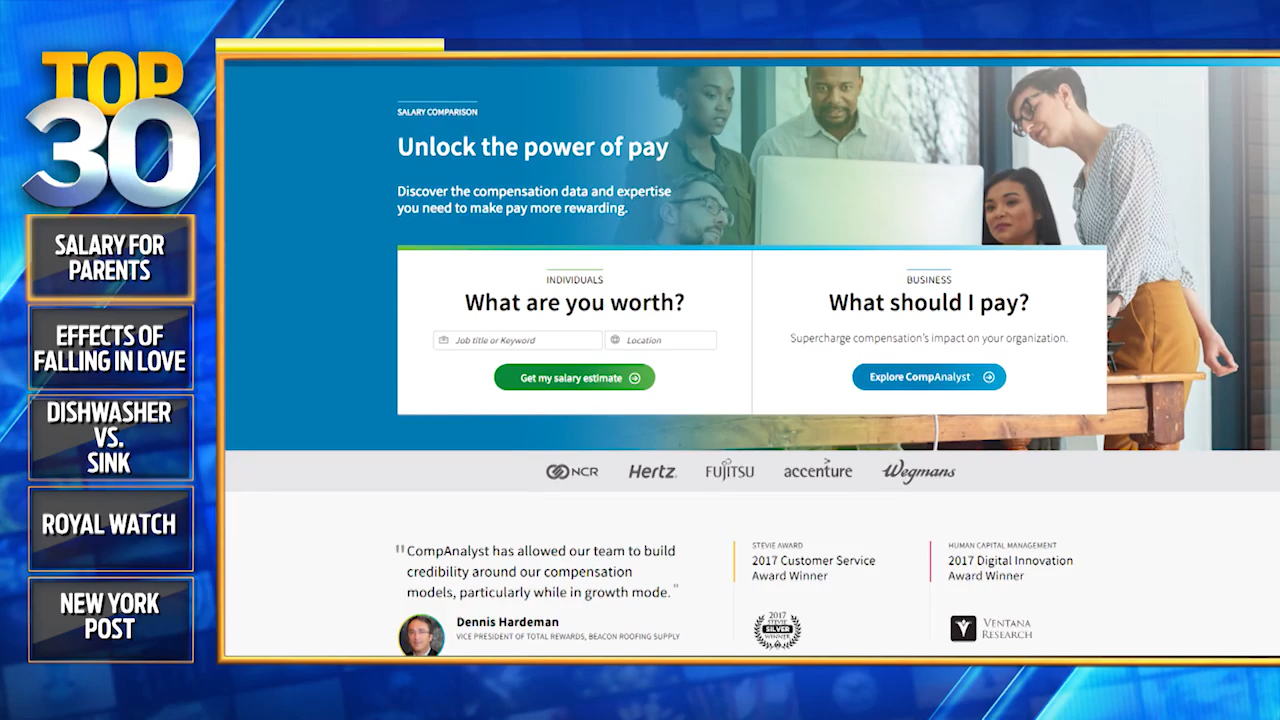 TOP
30
SALARY FOR
PARENTS
EFFECTS OF
FALLING IN LOVE
DISHWASHER
VS.
SINK
ROYAL WATCH
NEW YORK
POST
SALARY COMPARISON
Unlock the power of pay
Discover the compensation data and expertise
you need to make pay more rewarding.
INDIVIDUALS
What are you worth?
Job title or Keyword
Location
Get my salary estimate
BUSINESS
What should I pay?
Supercharge compensation's impact on your organization.
Explore CompAnalyst
NCR
Hertz.
FUJITSU
accenture
Wegmans
"CompAnalyst has allowed our team to build
credibility around our compensation
models, particularly while in growth mode."
Dennis Hardeman
VICE PRESIDENT OF TOTAL REWARDS, BEACON ROOFING SUPPLY
STEVIE AWARD
2017 Customer Service
Award Winner
2017
STEVIE
SILVER
WINNER
HUMAN CAPITAL MANAGEMENT
2017 Digital Innovation
Award Winner
VENTANA
RESEARCH